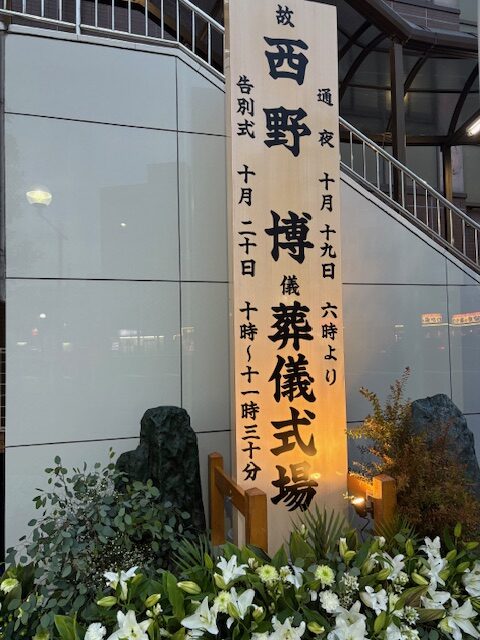 通夜 十月十九日 六時より
故 西野 博 儀 葬儀式場
告別式 十月二十日 十時〜十一時三十分